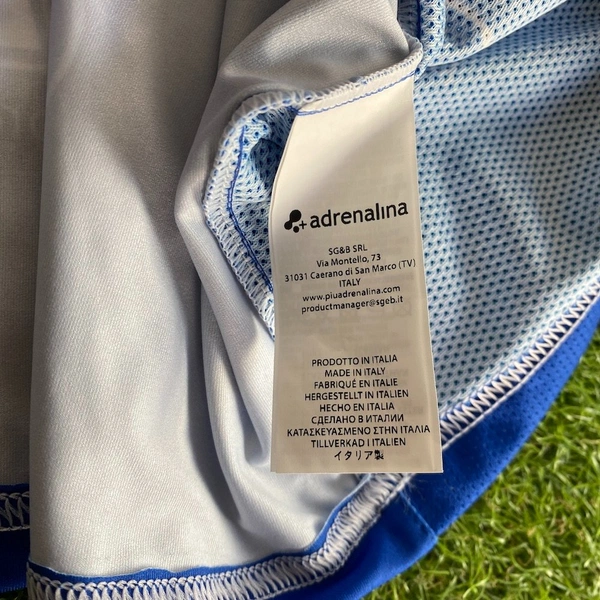 +adrenalina
SG&B SRL
Via Montello, 73
31031 Caerano di San Marco (TV)
ITALY
www.piuadrenalina.com
productmanager@sgeb.it
PRODOTTO IN ITALIA
MADE IN ITALY
FABRIQUÉ EN ITALIE
HERGESTELLT IN ITALIEN
HECHO EN ITALIA
СДЕЛАНО В ИТАЛИИ
ΚΑΤΑΣΚΕΥΑΣΜΕΝΟ ΣΤΗΝ ΙΤΑΛΙΑ
TILLVERKAD I ITALIEN
イタリア製